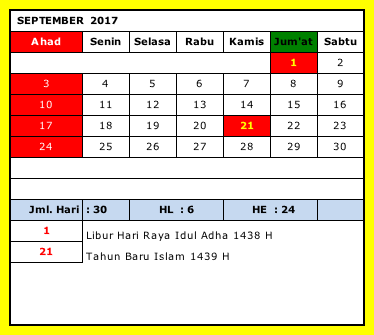 SEPTEMBER 2017
Ahad Senin Selasa Rabu Kamis Jum'at Sabtu
1 2
3 4 5 6 7 8 9
10 11 12 13 14 15 16
17 18 19 20 21 22 23
24 25 26 27 28 29 30
Jml. Hari : 30 HL : 6 HE : 24
1 Libur Hari Raya Idul Adha 1438 H
21 Tahun Baru Islam 1439 H